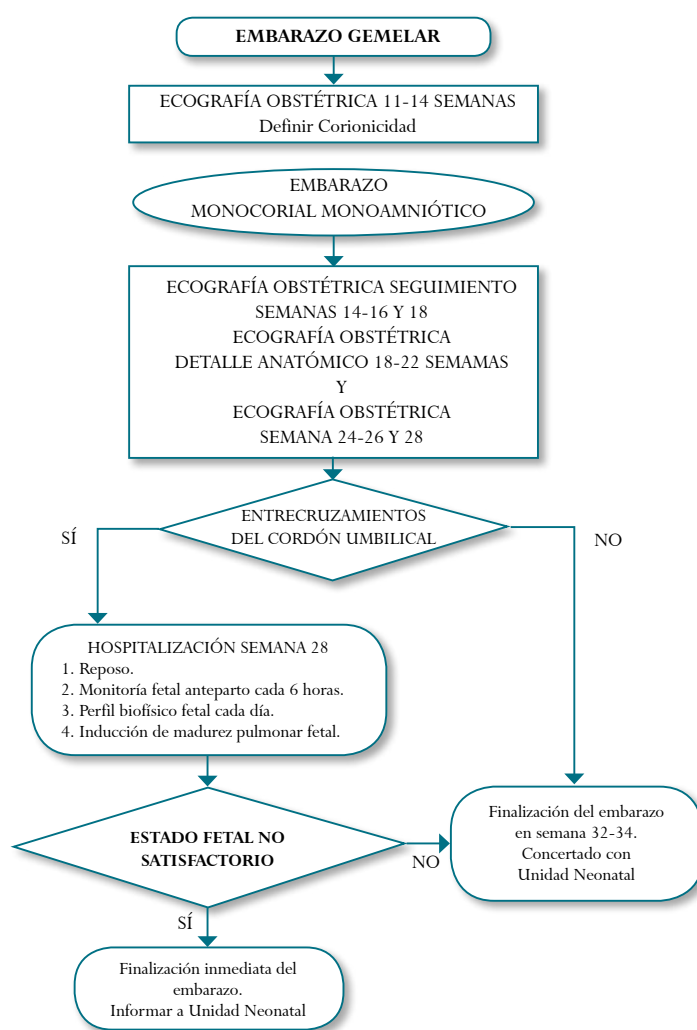 EMBARAZO GEMELAR
ECOGRAFÍA OBSTÉTRICA 11-14 SEMANAS
Definir Corionicidad
EMBARAZO
MONOCORIAL MONOAMNIÓTICO
ECOGRAFÍA OBSTÉTRICA SEGUIMIENTO
SEMANAS 14-16 Y 18
ECOGRAFÍA OBSTÉTRICA
DETALLE ANATÓMICO 18-22 SEMAMAS
Y
ECOGRAFÍA OBSTÉTRICA
SEMANA 24-26 Y 28
ENTRECRUZAMIENTOS
DEL CORDÓN UMBILICAL
SÍ
NO
HOSPITALIZACIÓN SEMANA 28
1. Reposo.
2. Monitoría fetal anteparto cada 6 horas.
3. Perfil biofísico fetal cada día.
4. Inducción de madurez pulmonar fetal.
ESTADO FETAL NO
SATISFACTORIO
NO
Finalización del embarazo
en semana 32-34.
Concertado con
Unidad Neonatal
SÍ
Finalización inmediata del
embarazo.
Informar a Unidad Neonatal